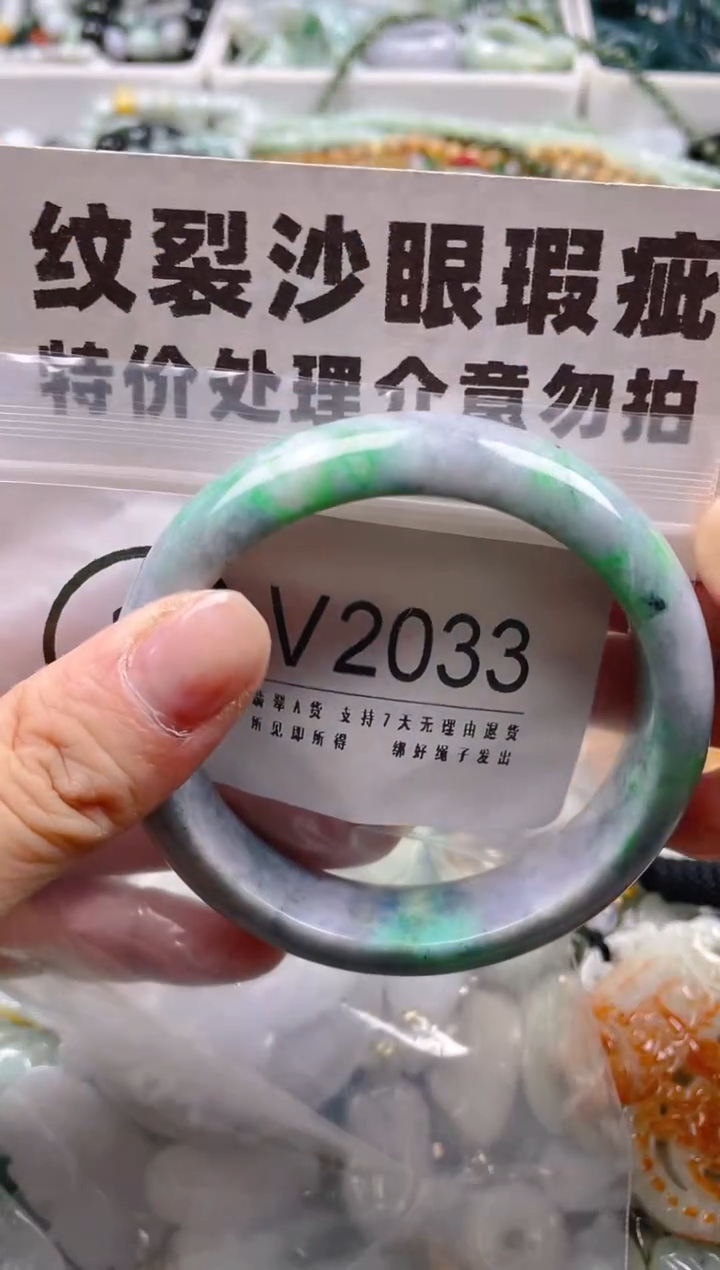 纹裂沙眼瑕疵
特价处理介意勿拍
V2033
翡翠A货 支持7天无理由退货
所见即所得 绑好绳子发出